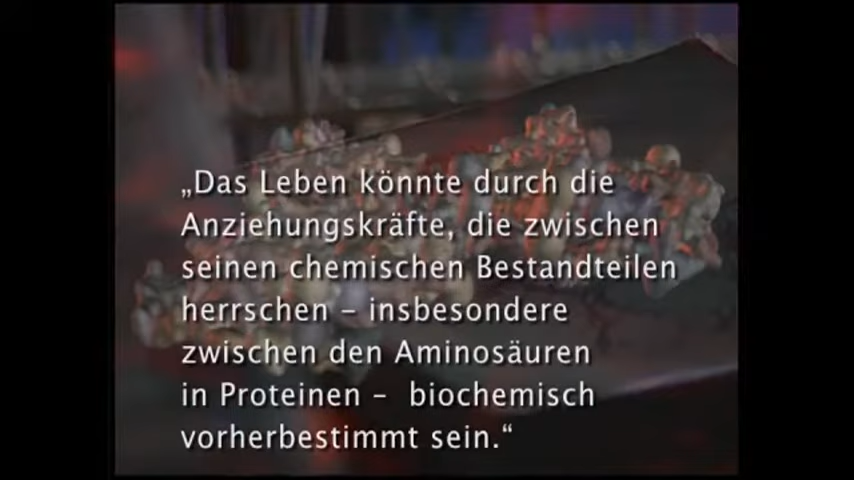 „Das Leben könnte durch die
Anziehungskräfte, die zwischen
seinen chemischen Bestandteilen
herrschen – insbesondere
zwischen den Aminosäuren
in Proteinen – biochemisch
vorherbestimmt sein.“